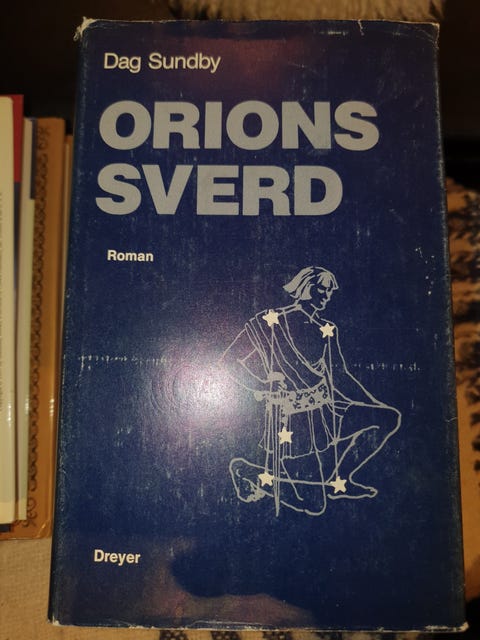 Dag Sundby
ORIONS
SVERD
Roman
Dreyer